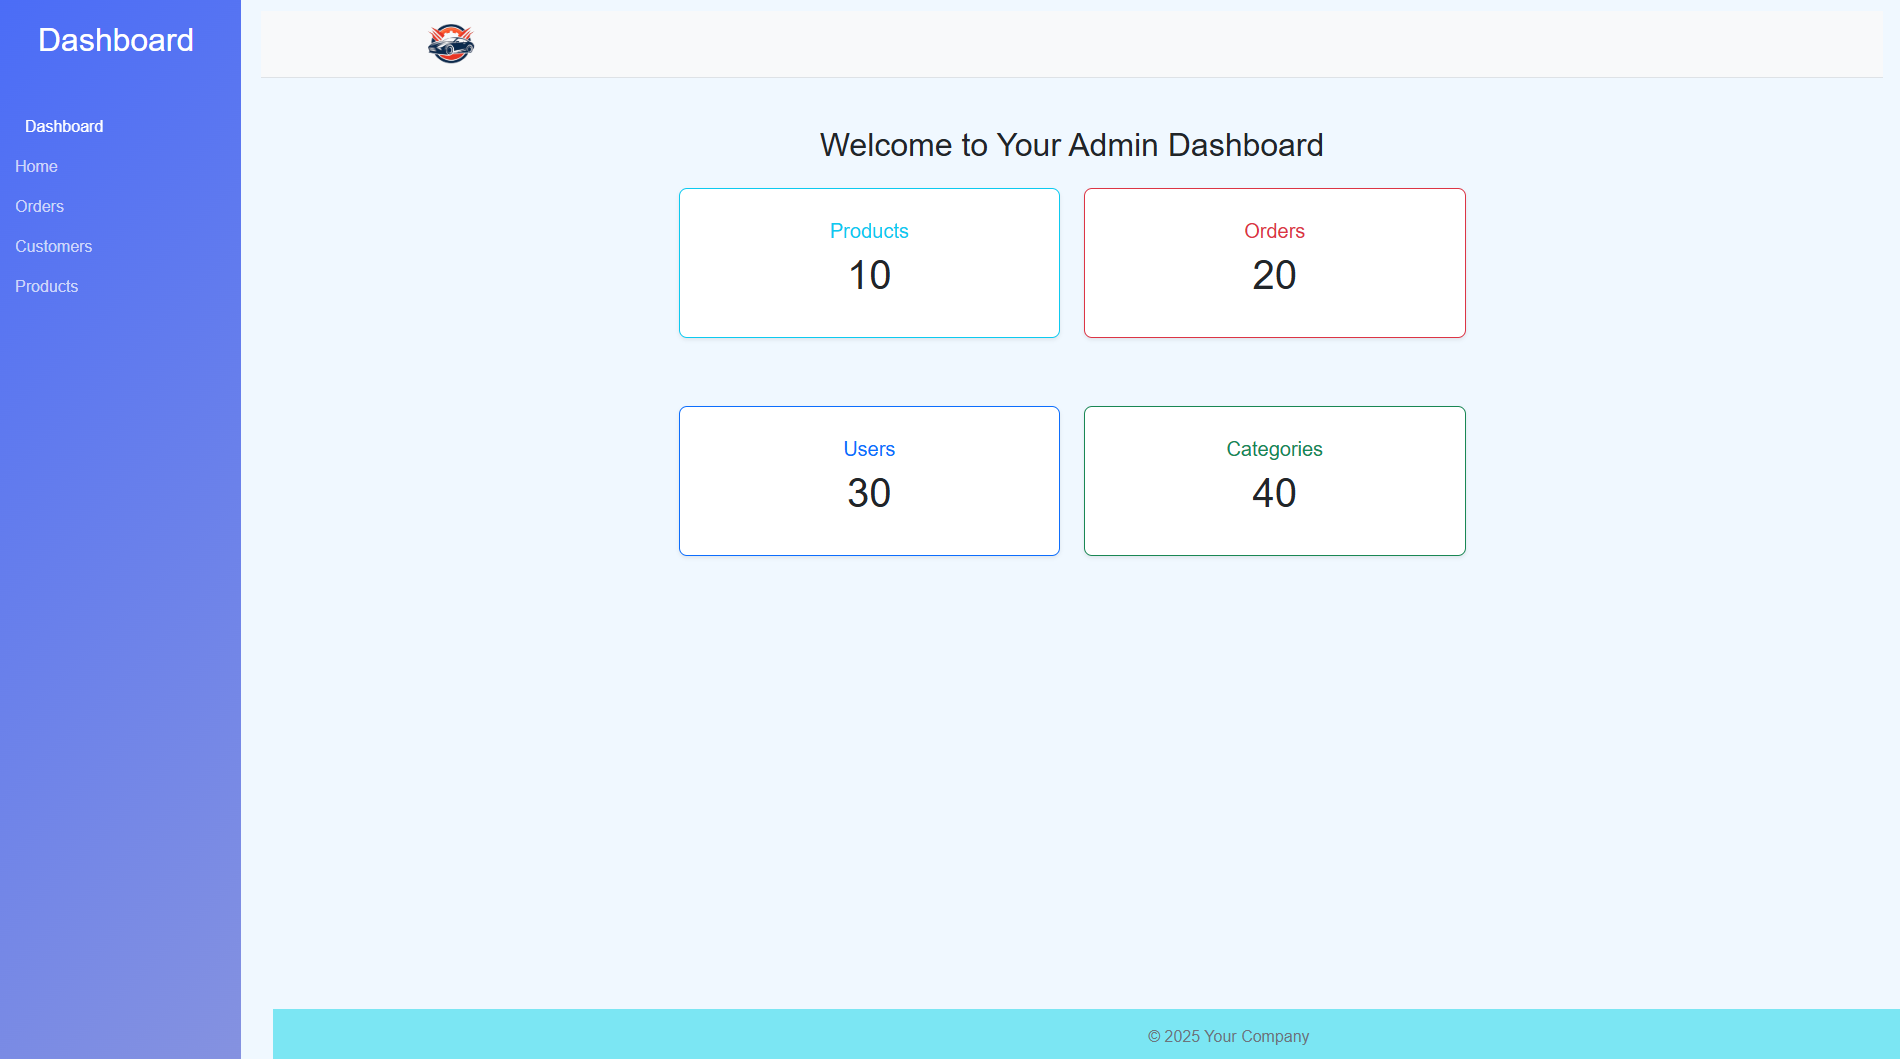 Dashboard
Dashboard
Home
Orders
Customers
Products
Welcome to Your Admin Dashboard
Products
10
Orders
20
Users
30
Categories
40
© 2025 Your Company